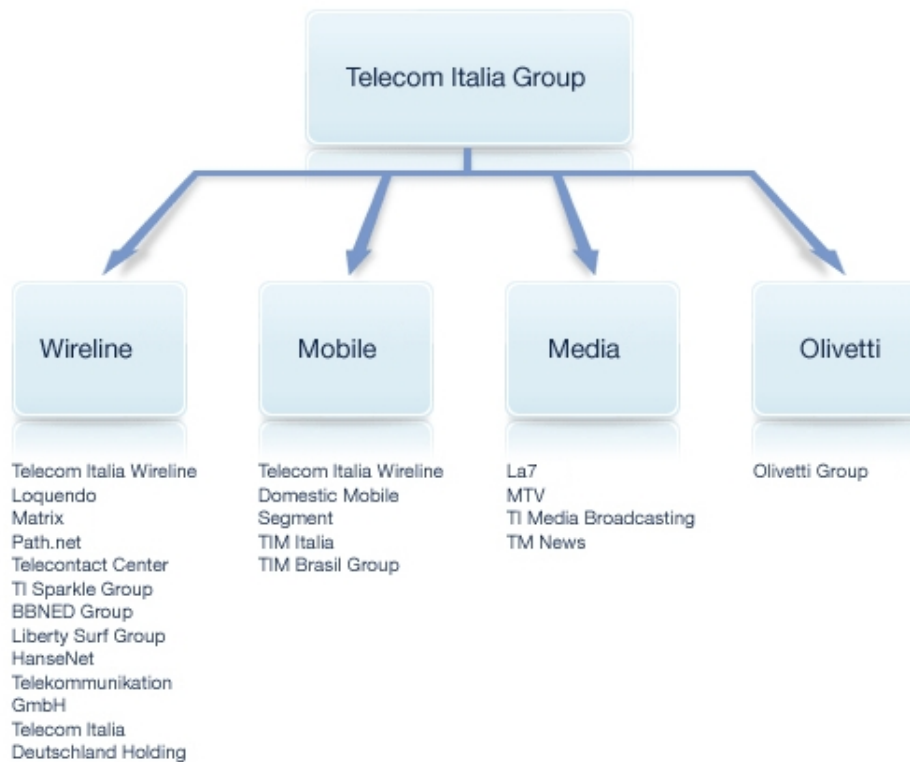 Telecom Italia Group
Wireline
Mobile
Media
Olivetti
Telecom Italia Wireline
Loquendo
Matrix
Path.net
Telecontact Center
TI Sparkle Group
BBNED Group
Liberty Surf Group
HanseNet
Telekommunikation
GmbH
Telecom Italia
Deutschland Holding
Telecom Italia Wireline
Domestic Mobile
Segment
TIM Italia
TIM Brasil Group
La7
MTV
TI Media Broadcasting
TM News
Olivetti Group